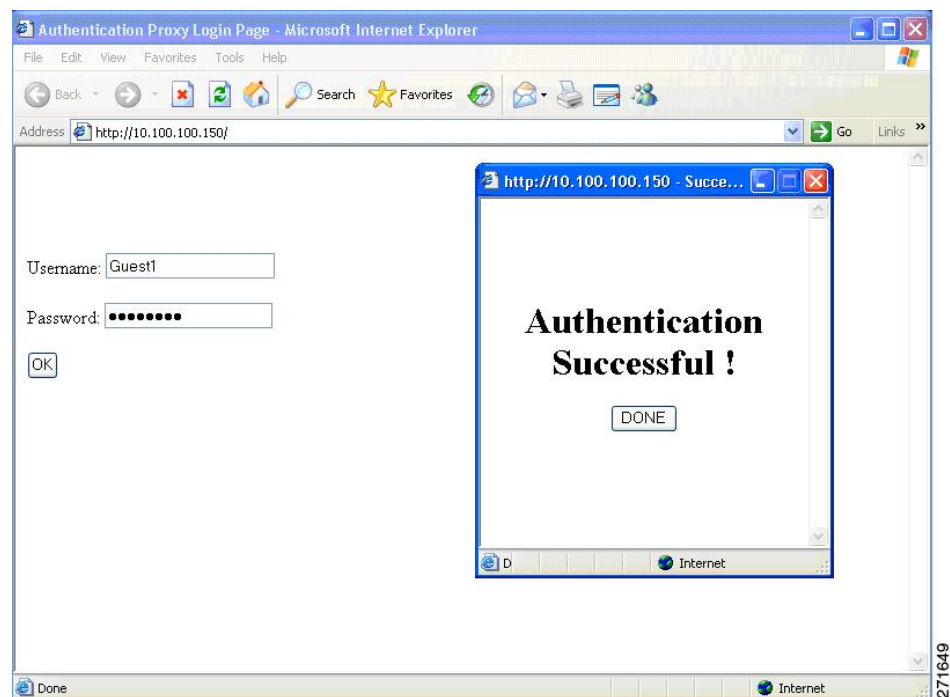 Authentication Proxy Login Page - Microsoft Internet Explorer
File Edit View Favorites Tools Help
Back Search Favorites
Address http://10.100.100.150/ Go Links »
http://10.100.100.150 - Succe...
Username: Guest1
Password: ••••••••
OK
Authentication
Successful !
DONE
D Internet
Done Internet
271649